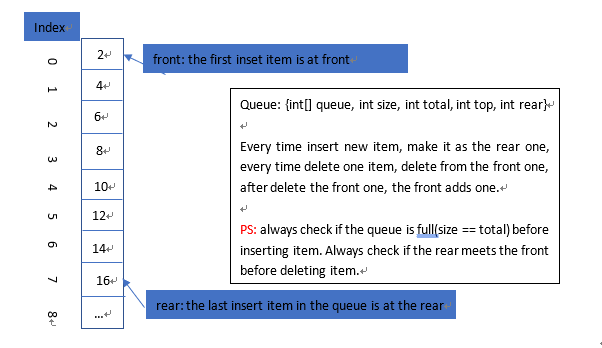 Index
0 2
front: the first inset item is at front
1 4
2 6
3 8
4 10
5 12
6 14
7 16
8 ...
rear: the last insert item in the queue is at the rear
Queue: {int[] queue, int size, int total, int top, int rear}
Every time insert new item, make it as the rear one,
every time delete one item, delete from the front one,
after delete the front one, the front adds one.
PS: always check if the queue is full(size == total) before
inserting item. Always check if the rear meets the front
before deleting item.